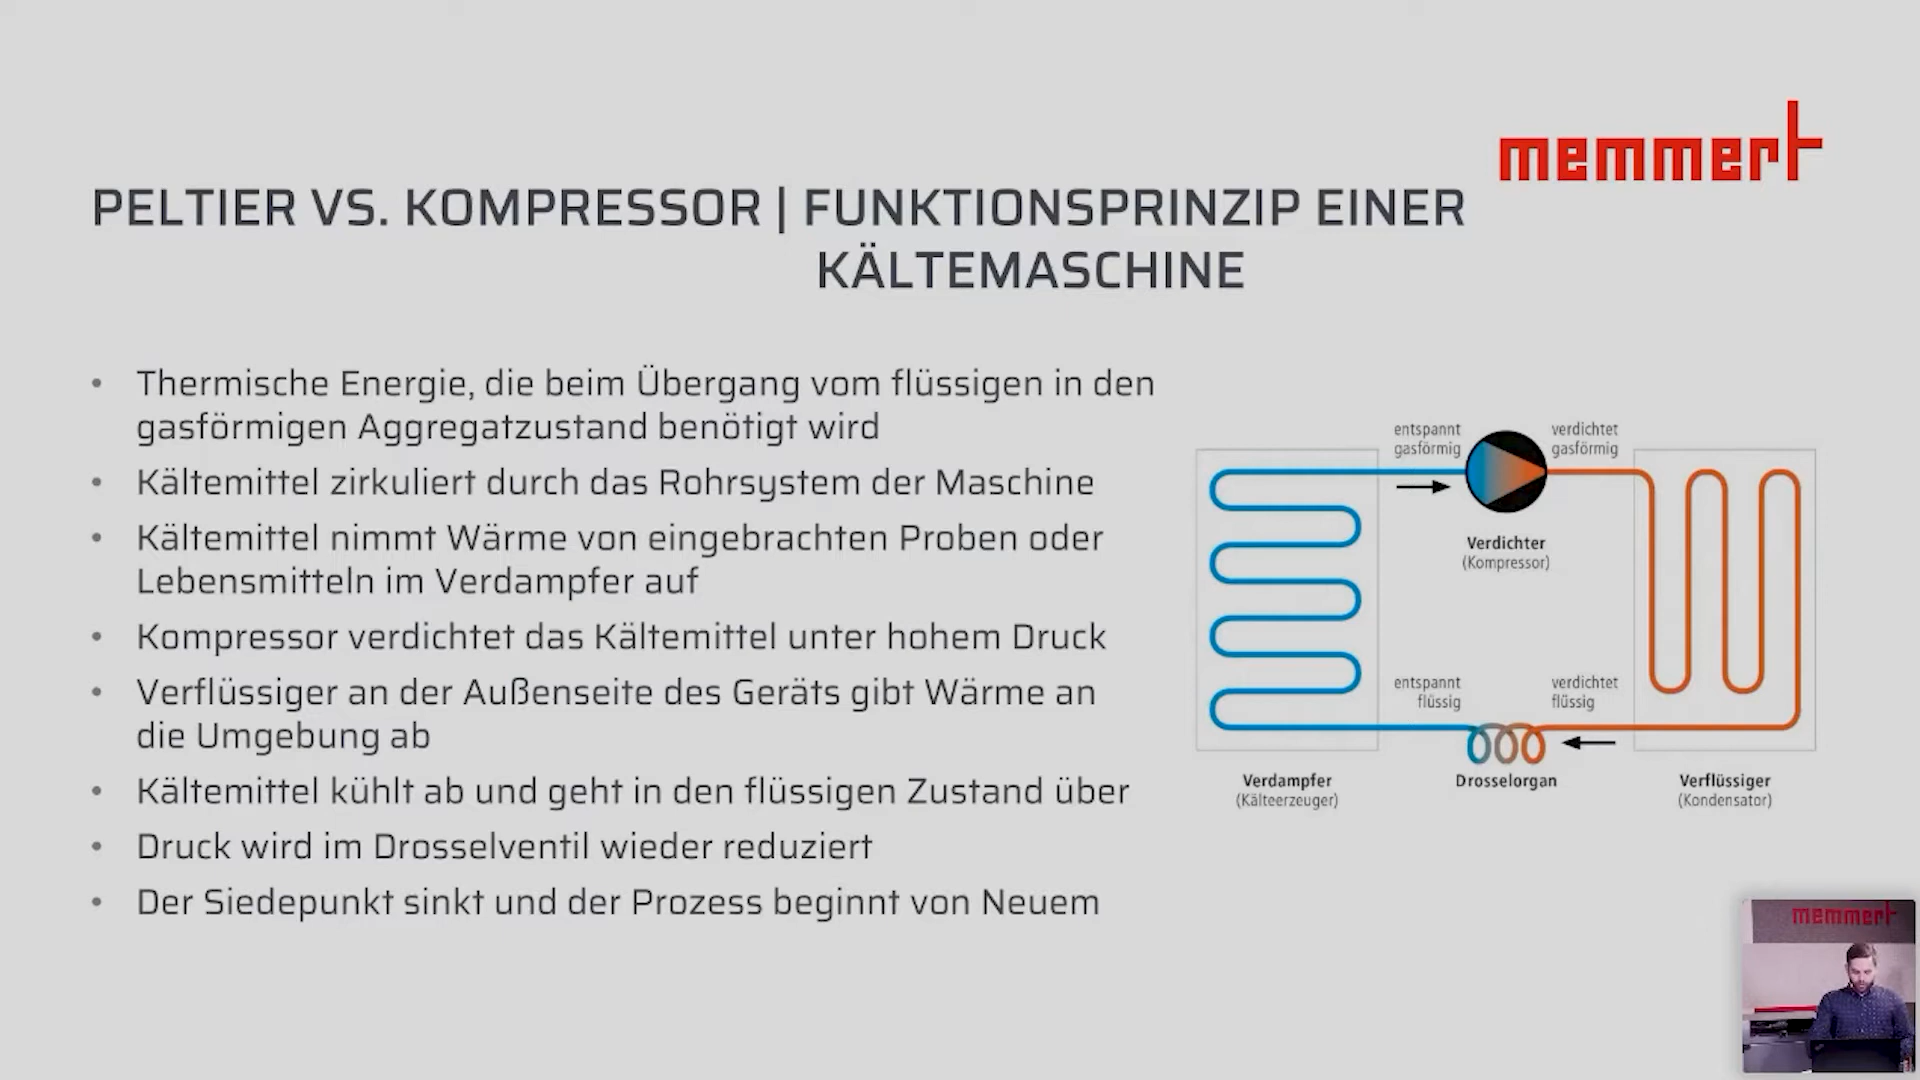 memmert
PELTIER VS. KOMPRESSOR | FUNKTIONSPRINZIP EINER
KÄLTEMASCHINE
• Thermische Energie, die beim Übergang vom flüssigen in den
gasförmigen Aggregatzustand benötigt wird
• Kältemittel zirkuliert durch das Rohrsystem der Maschine
• Kältemittel nimmt Wärme von eingebrachten Proben oder
Lebensmitteln im Verdampfer auf
• Kompressor verdichtet das Kältemittel unter hohem Druck
• Verflüssiger an der Außenseite des Geräts gibt Wärme an
die Umgebung ab
• Kältemittel kühlt ab und geht in den flüssigen Zustand über
• Druck wird im Drosselventil wieder reduziert
• Der Siedepunkt sinkt und der Prozess beginnt von Neuem
entspannt
gasförmig
verdichtet
gasförmig
Verdichter
(Kompressor)
entspannt
flüssig
verdichtet
flüssig
Verdampfer
(Kälteerzeuger)
Drosselorgan
Verflüssiger
(Kondensator)
memmert